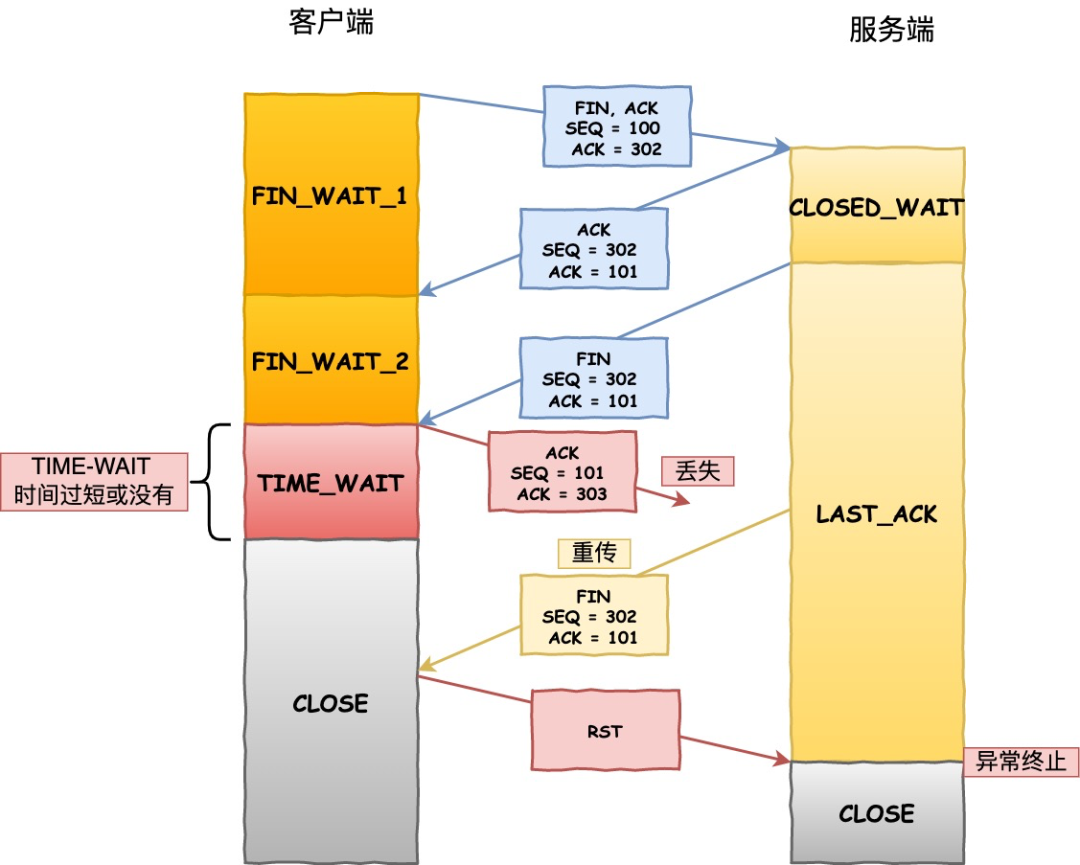 客户端
服务端
FIN, ACK
SEQ = 100
ACK = 302
FIN_WAIT_1
CLOSED_WAIT
ACK
SEQ = 302
ACK = 101
FIN_WAIT_2
FIN
SEQ = 302
ACK = 101
TIME-WAIT
时间过短或没有
TIME_WAIT
ACK
SEQ = 101
ACK = 303
丢失
LAST_ACK
重传
FIN
SEQ = 302
ACK = 101
CLOSE
RST
异常终止
CLOSE